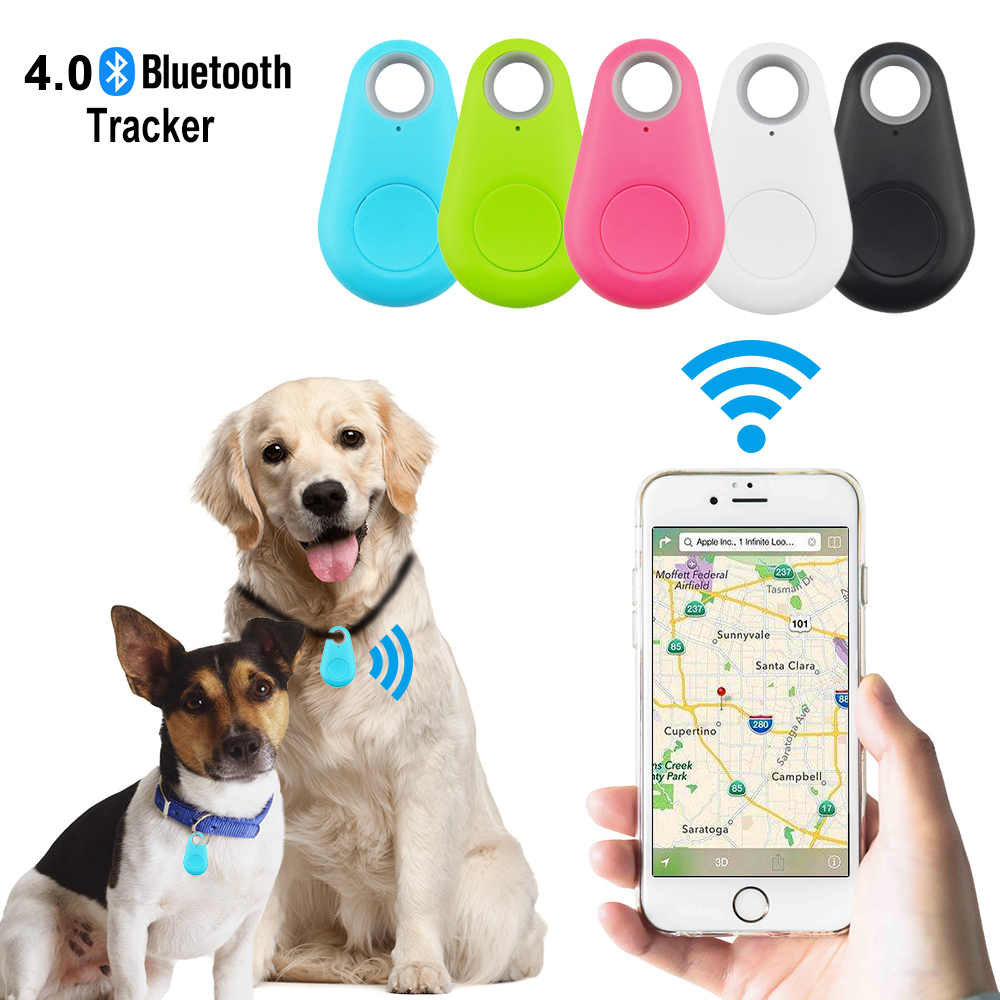 4.0 Bluetooth
Tracker
Apple Inc., 1 Infinite Loo...
Moffett Federal
Airfield
Tasman Dr
237
237
101
Sunnyvale
85
Santa Clara
88
280
Cupertino
Saratoga Ave
ns Creek
nty Park
Campbell
85
17
Saratoga
3D